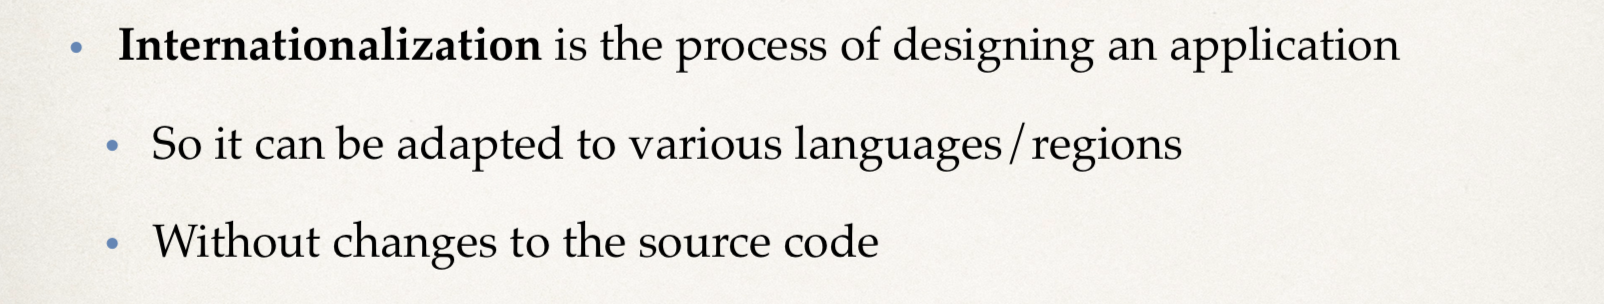 • Internationalization is the process of designing an application
• So it can be adapted to various languages/regions
• Without changes to the source code